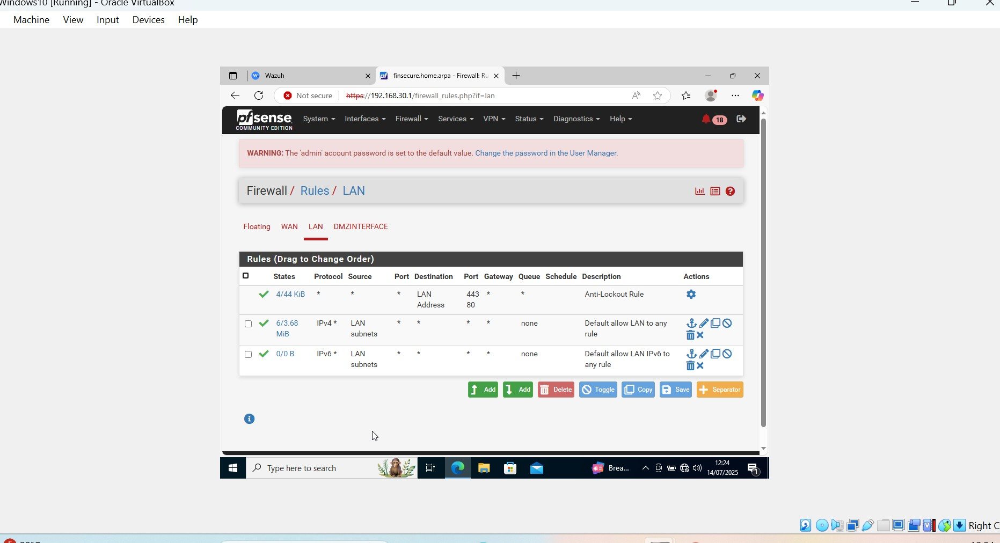 Windows10 [Running] - Oracle VirtualBox
Machine View Input Devices Help
Wazuh
finsecure.home.arpa - Firewall: Ru
Not secure https://192.168.30.1/firewall_rules.php?if=lan
pfsense
COMMUNITY EDITION
System Interfaces Firewall Services VPN Status Diagnostics Help 18
WARNING: The 'admin' account password is set to the default value. Change the password in the User Manager.
Firewall / Rules / LAN
Floating WAN LAN DMZINTERFACE
Rules (Drag to Change Order)
States Protocol Source Port Destination Port Gateway Queue Schedule Description Actions
4/44 KiB * * * LAN 443 * * Anti-Lockout Rule
Address 80
6/3.68 IPv4 * LAN * * * * none Default allow LAN to any
MiB subnets rule
0/0 B IPv6 * LAN * * * * none Default allow LAN IPv6 to
subnets any rule
Add Add Delete Toggle Copy Save Separator
Type here to search
Brea...
12:24
14/07/2025
1
Right C